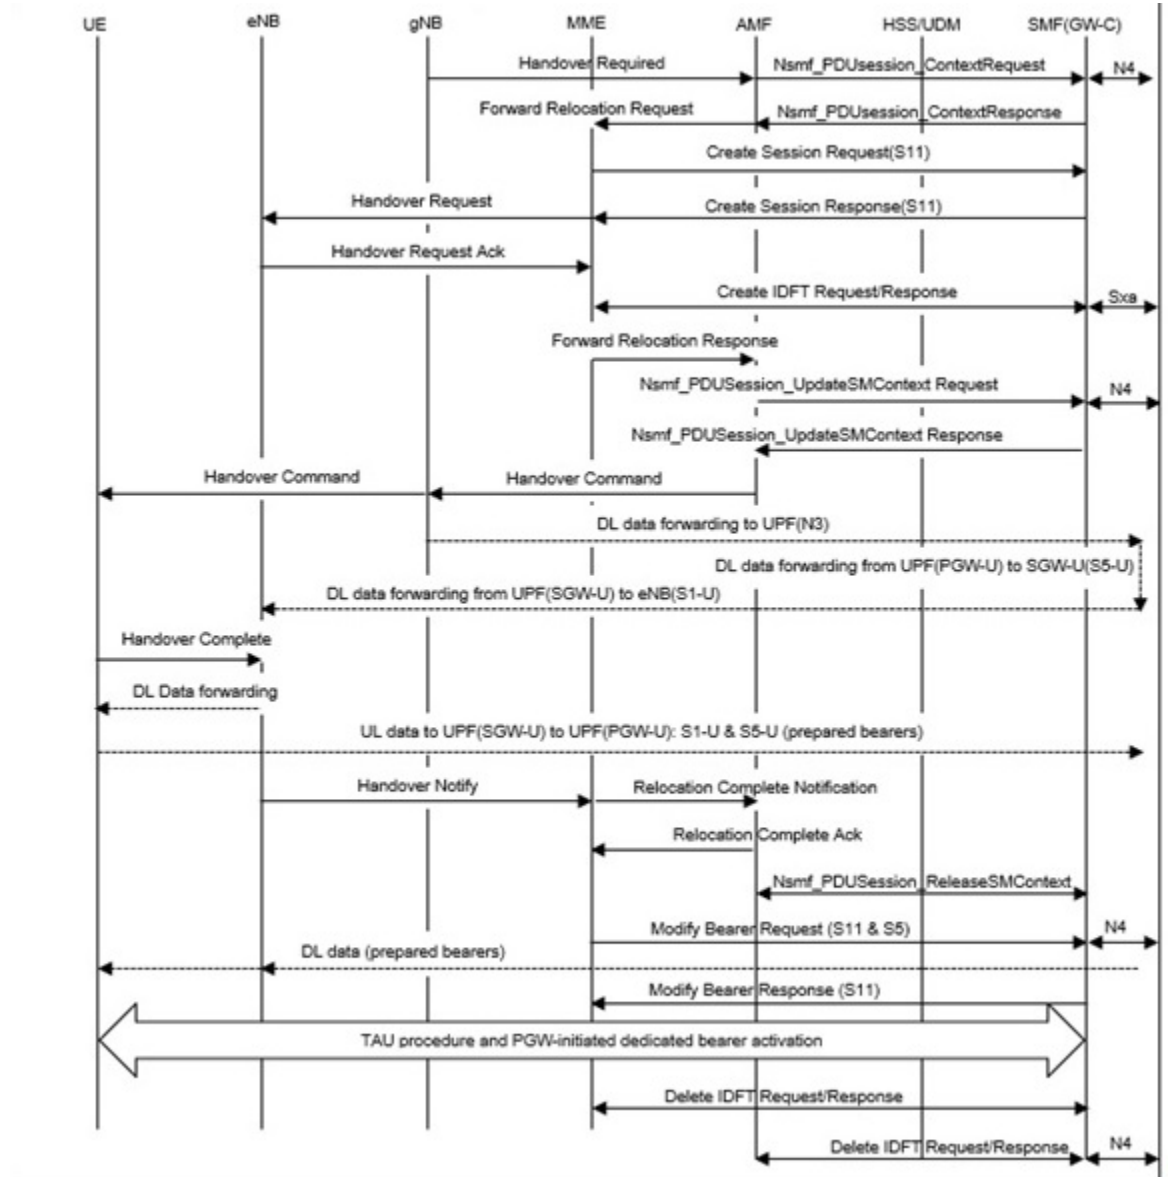 UE eNB gNB MME AMF HSS/UDM SMF(GW-C)
Handover Required Nsmf_PDUsession_ContextRequest N4
Forward Relocation Request Nsmf_PDUsession_ContextResponse
Create Session Request(S11)
Handover Request Create Session Response(S11)
Handover Request Ack
Create IDFT Request/Response Sxa
Forward Relocation Response
Nsmf_PDUSession_UpdateSMContext Request N4
Nsmf_PDUSession_UpdateSMContext Response
Handover Command Handover Command
DL data forwarding to UPF(N3)
DL data forwarding from UPF(PGW-U) to SGW-U(S5-U)
DL data forwarding from UPF(SGW-U) to eNB(S1-U)
Handover Complete
DL Data forwarding
UL data to UPF(SGW-U) to UPF(PGW-U): S1-U & S5-U (prepared bearers)
Handover Notify Relocation Complete Notification
Relocation Complete Ack
Nsmf_PDUSession_ReleaseSMContext
Modify Bearer Request (S11 & S5) N4
DL data (prepared bearers)
Modify Bearer Response (S11)
TAU procedure and PGW-initiated dedicated bearer activation
Delete IDFT Request/Response
Delete IDFT Request/Response N4